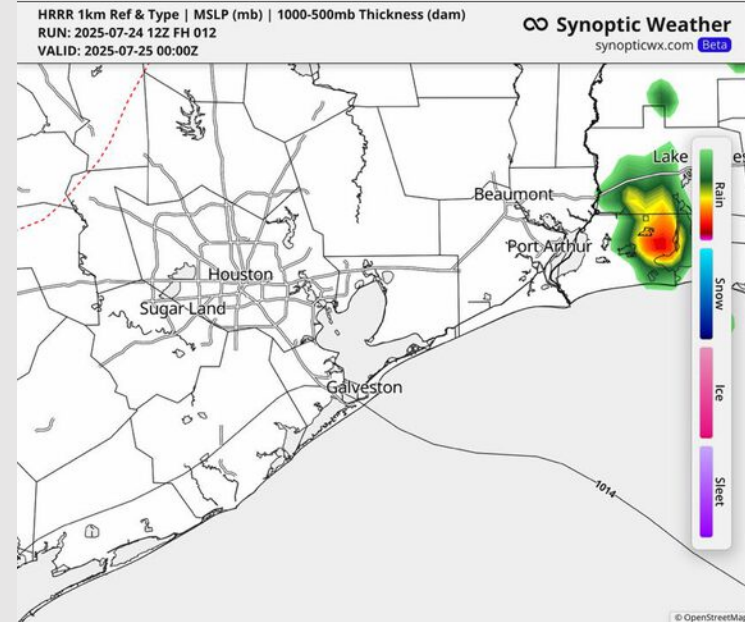 HRRR 1km Ref & Type | MSLP (mb) | 1000-500mb Thickness (dam)
RUN: 2025-07-24 12Z FH 012
VALID: 2025-07-25 00:00Z
Synoptic Weather
synopticwx.com Beta
Lake
Beaumont
Port Arthur
Houston
Sugar Land
Galveston
1014
Rain
Snow
Ice
Sleet
© OpenStreetMap